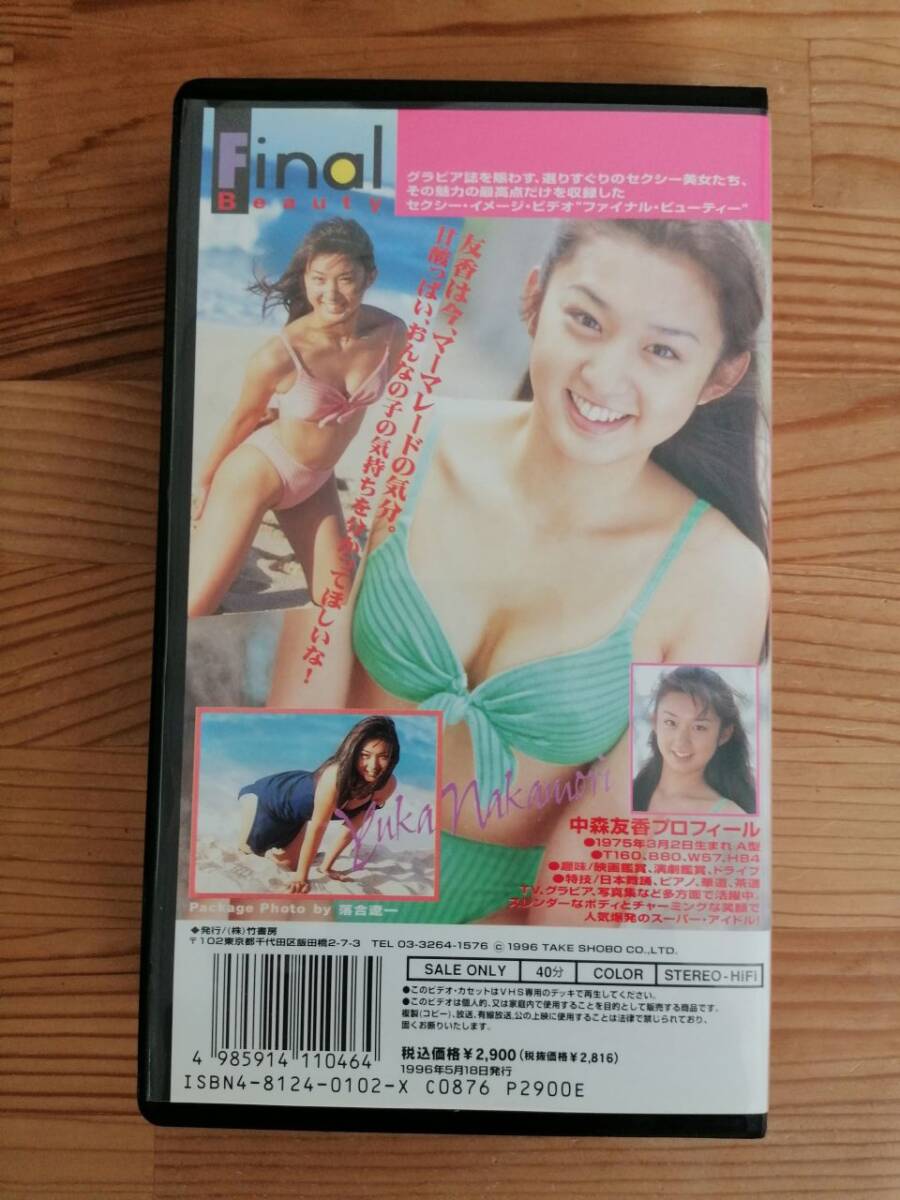 Final
Beauty
グラビア誌を賑わす、選りすぐりのセクシー美女たち、
その魅力の最高点だけを収録した
セクシー・イメージ・ビデオ"ファイナル・ビューティー"
友香は今、マーマレードの気分。
甘酸っぱい、おんなの子の気持ちを分かってほしいな!
Yuka Nakamori
中森友香プロフィール
●1975年3月2日生まれ A型
●T160、B80、W57、H84
●趣味/映画鑑賞、演劇鑑賞、ドライブ
●特技/日本舞踊、ピアノ、華道、茶道
TV、グラビア、写真集など多方面で活躍中。
スレンダーなボディとチャーミングな笑顔で
人気爆発のスーパー・アイドル!
Package Photo by 落合建一
◆発行/(株)竹書房
〒102東京都千代田区飯田橋2-7-3 TEL 03-3264-1576 ©1996 TAKE SHOBO CO.,LTD.
SALE ONLY 40分 COLOR STEREO-HiFi
●このビデオ・カセットはVHS専用のデッキで再生してください。
●このビデオは個人的、又は家庭内で使用することを目的として販売する商品です。
複製(コピー)、放送、有線放送、公の上映に使用することは法律で禁じられており、
固くお断りいたします。
4 985914 110464
税込価格¥2,900(税抜価格¥2,816)
1996年5月18日発行
ISBN4-8124-0102-X C0876 P2900E